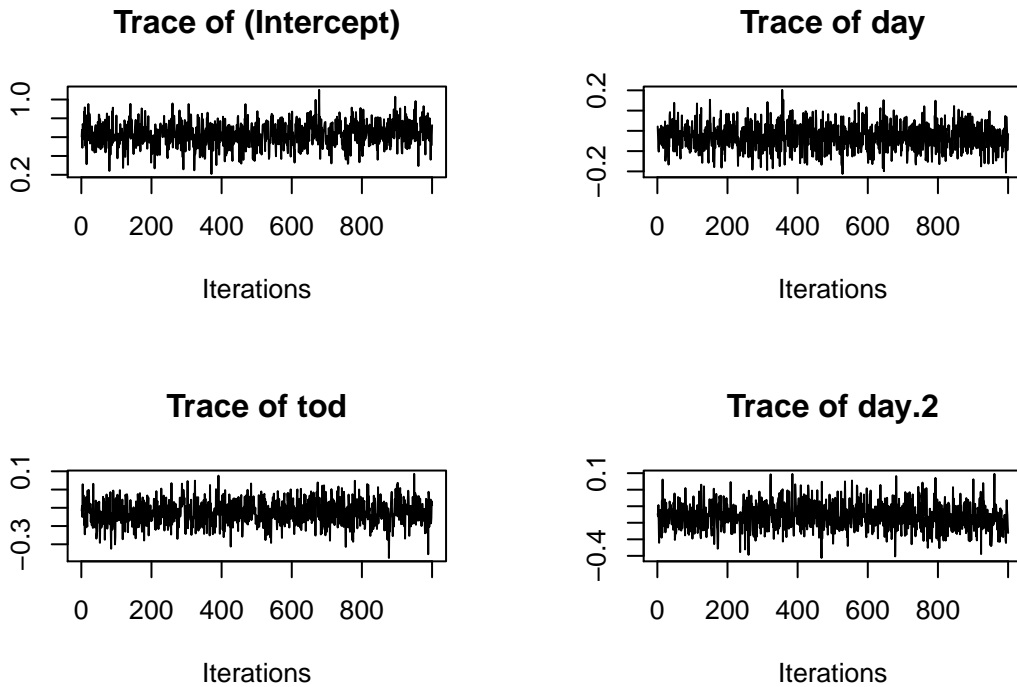 Trace of (Intercept)
1.0
0.2
0 200 400 600 800
Iterations
Trace of day
0.2
−0.2
0 200 400 600 800
Iterations
Trace of tod
0.1
−0.3
0 200 400 600 800
Iterations
Trace of day.2
0.1
−0.4
0 200 400 600 800
Iterations